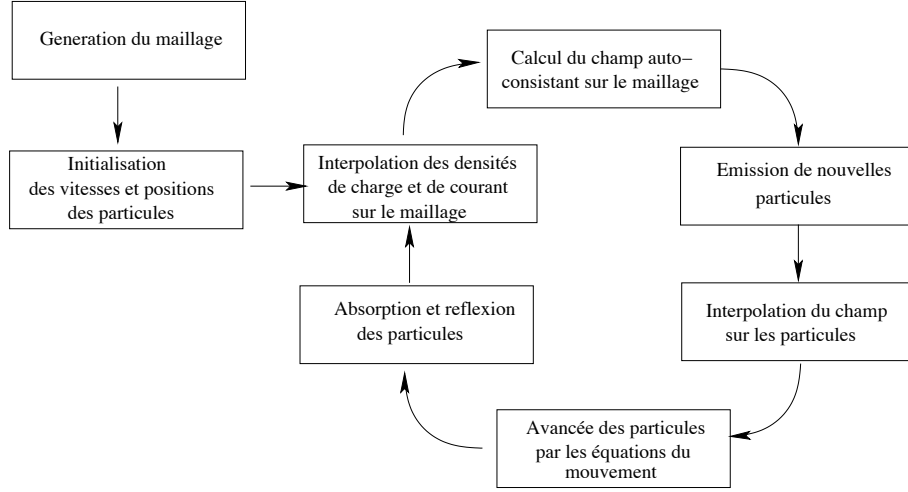 Generation du maillage
Initialisation
des vitesses et positions
des particules
Interpolation des densités
de charge et de courant
sur le maillage
Calcul du champ auto−
consistant sur le maillage
Emission de nouvelles
particules
Interpolation du champ
sur les particules
Avancée des particules
par les équations du
mouvement
Absorption et reflexion
des particules